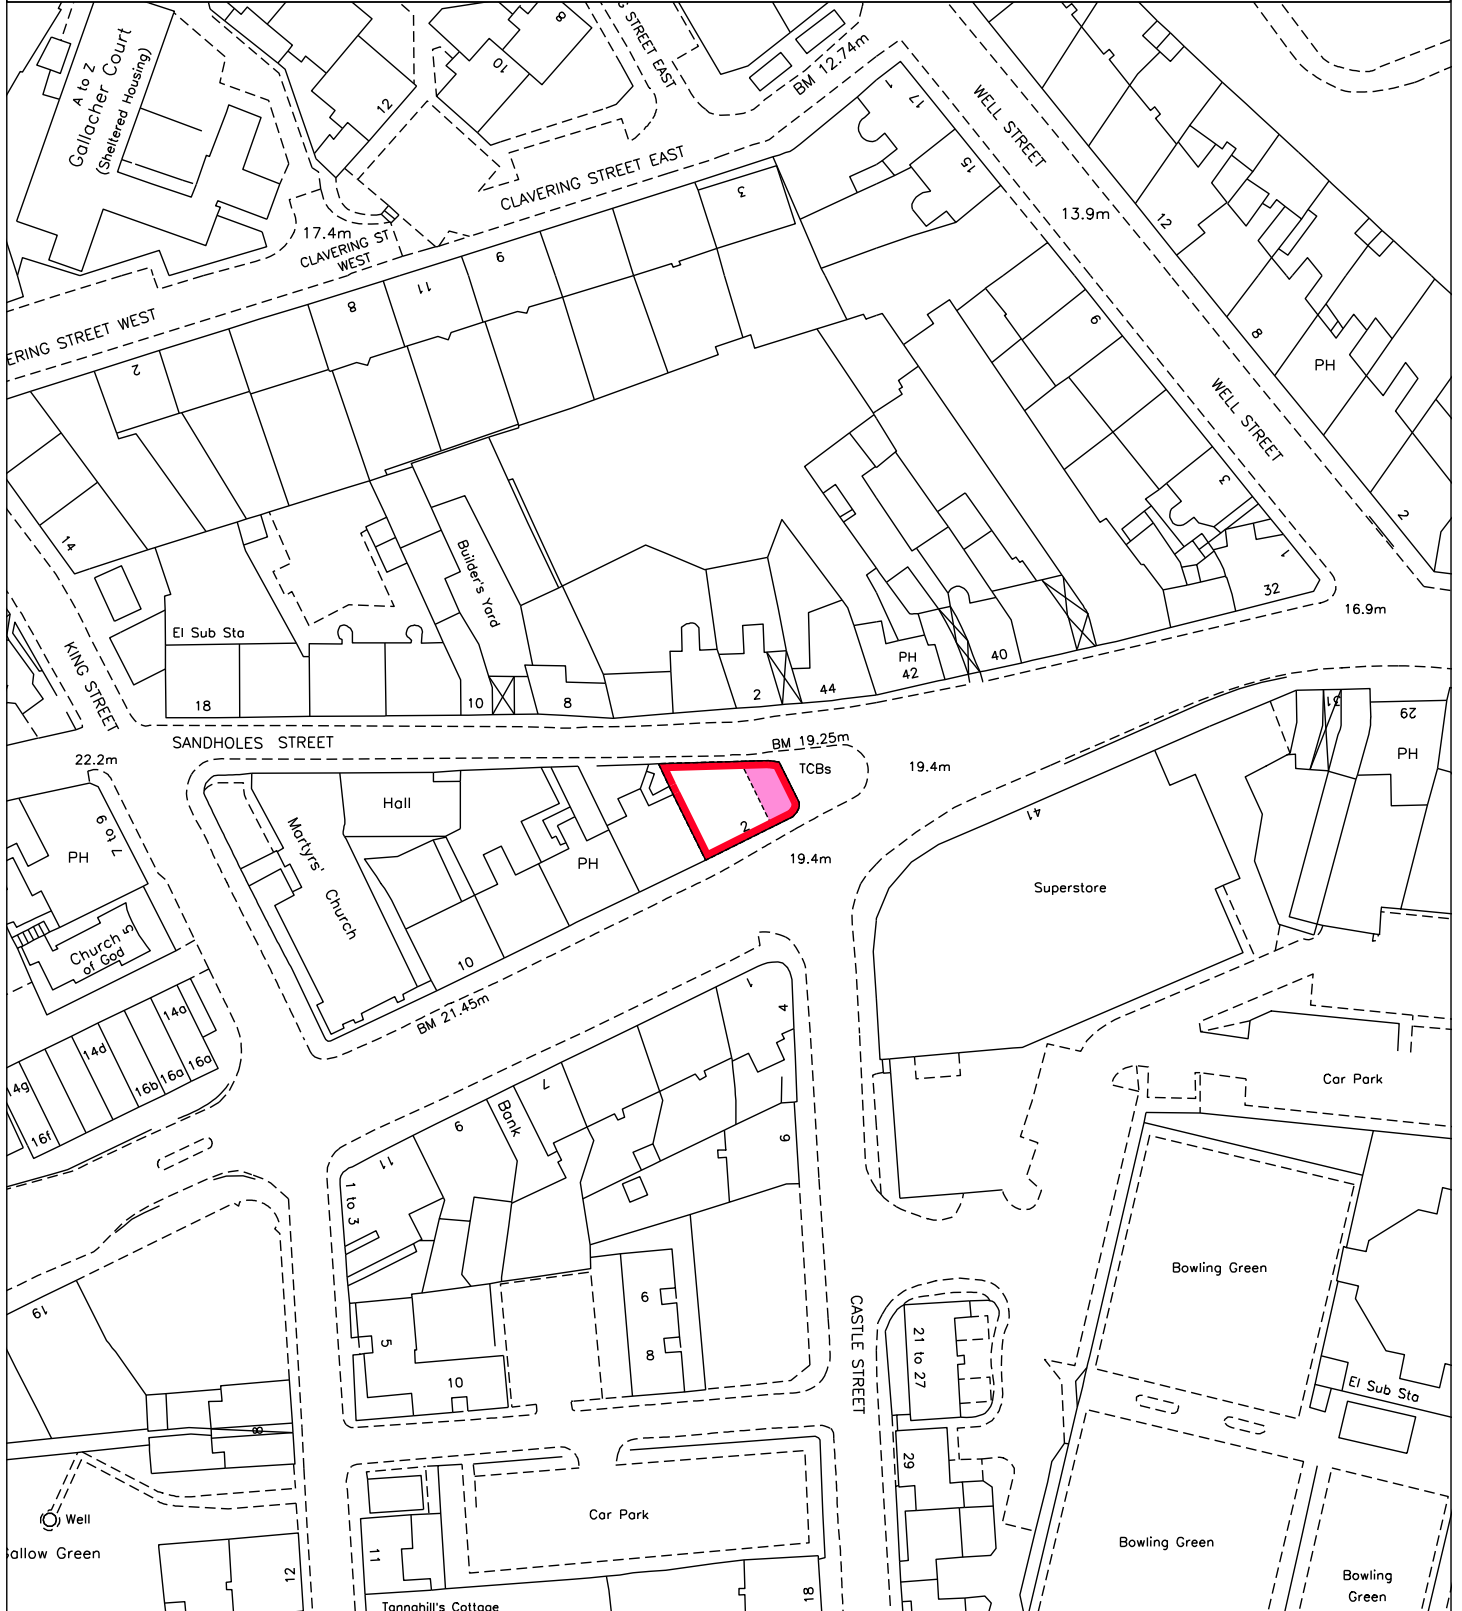 A to Z
Gallacher Court
(Sheltered Housing)
12
10
8
G STREET EAST
BM 12.74m
1
17
WELL STREET
15
CLAVERING STREET EAST
3
13.9m
12
17.4m
CLAVERING ST
WEST
9
11
8
8
PH
9
ERING STREET WEST
2
WELL STREET
3
2
14
Builder's Yard
1
32
16.9m
El Sub Sta
KING STREET
18
10
8
2
44
PH
42
40
31
29
PH
SANDHOLES STREET
BM 19.25m
TCBs
19.4m
22.2m
Hall
2
41
7 to 9
PH
Martyrs' Church
PH
19.4m
Superstore
Church
of God
5
10
BM 21.45m
1
4
14a
14d
16b
16a
16a
14g
16f
Car Park
7
Bank
9
11
1 to 3
6
Bowling Green
19
6
8
5
10
CASTLE STREET
21 to 27
El Sub Sta
8
29
Well
Sallow Green
Car Park
Bowling Green
12
11
18
Bowling
Green
Tannahill's Cottage